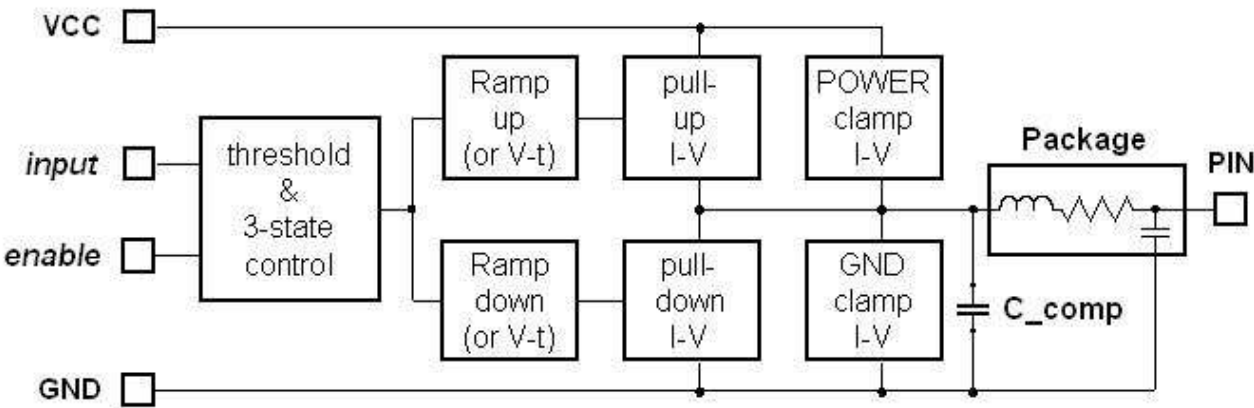 VCC
input
enable
GND
threshold
&
3-state
control
Ramp
up
(or V-t)
pull-
up
I-V
POWER
clamp
I-V
Ramp
down
(or V-t)
pull-
down
I-V
GND
clamp
I-V
C_comp
Package
PIN